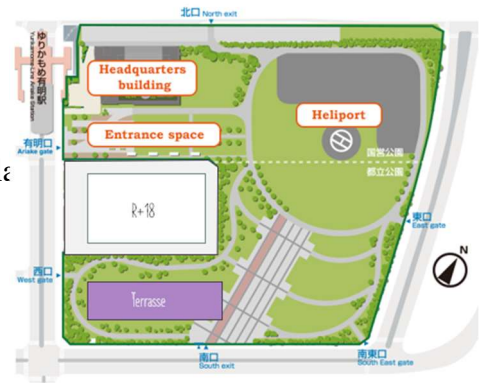 北口 North exit
ゆりかもめ有明駅
Yurikamome Line Ariake Station
Headquarters
building
Heliport
Entrance space
有明口
Ariake gate
国営公園
都立公園
R+18
東口
East gate
N
西口
West gate
Terrasse
南口
South exit
南東口
South East gate